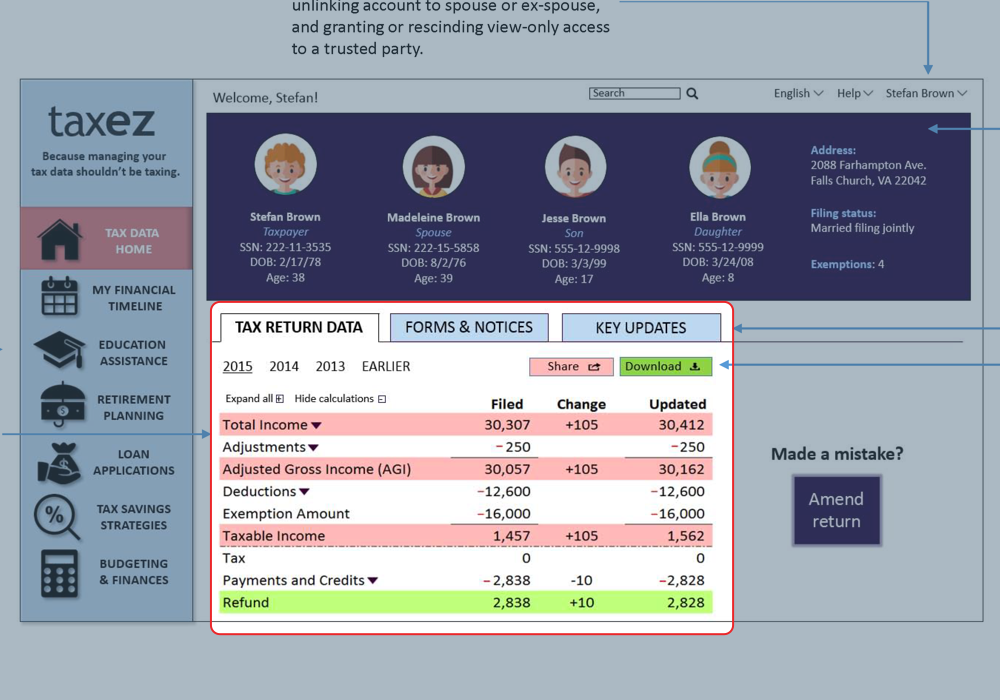 unlinking account to spouse or ex-spouse,
and granting or rescinding view-only access
to a trusted party.
taxez
Because managing your
tax data shouldn't be taxing.
TAX DATA
HOME
MY FINANCIAL
TIMELINE
EDUCATION
ASSISTANCE
RETIREMENT
PLANNING
LOAN
APPLICATIONS
TAX SAVINGS
STRATEGIES
BUDGETING
& FINANCES
Welcome, Stefan!
Search
English
Help
Stefan Brown
Stefan Brown
Taxpayer
SSN: 222-11-3535
DOB: 2/17/78
Age: 38
Madeleine Brown
Spouse
SSN: 222-15-5858
DOB: 8/2/76
Age: 39
Jesse Brown
Son
SSN: 555-12-9998
DOB: 3/3/99
Age: 17
Ella Brown
Daughter
SSN: 555-12-9999
DOB: 3/24/08
Age: 8
Address:
2088 Farhampton Ave.
Falls Church, VA 22042
Filing status:
Married filing jointly
Exemptions: 4
TAX RETURN DATA
FORMS & NOTICES
KEY UPDATES
2015 2014 2013 EARLIER
Share
Download
Expand all Hide calculations
Filed Change Updated
Total Income 30,307 +105 30,412
Adjustments -250 -250
Adjusted Gross Income (AGI) 30,057 +105 30,162
Deductions -12,600 -12,600
Exemption Amount -16,000 -16,000
Taxable Income 1,457 +105 1,562
Tax 0 0
Payments and Credits -2,838 -10 -2,828
Refund 2,838 +10 2,828
Made a mistake?
Amend
return